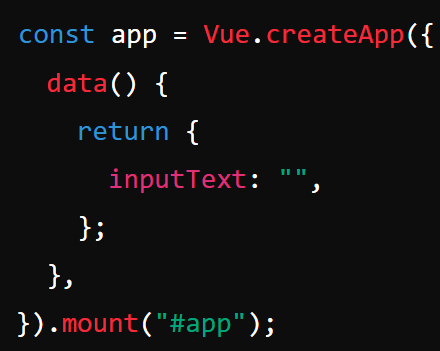 const app = Vue.createApp({
  data() {
    return {
      inputText: "",
    };
  },
}).mount("#app");